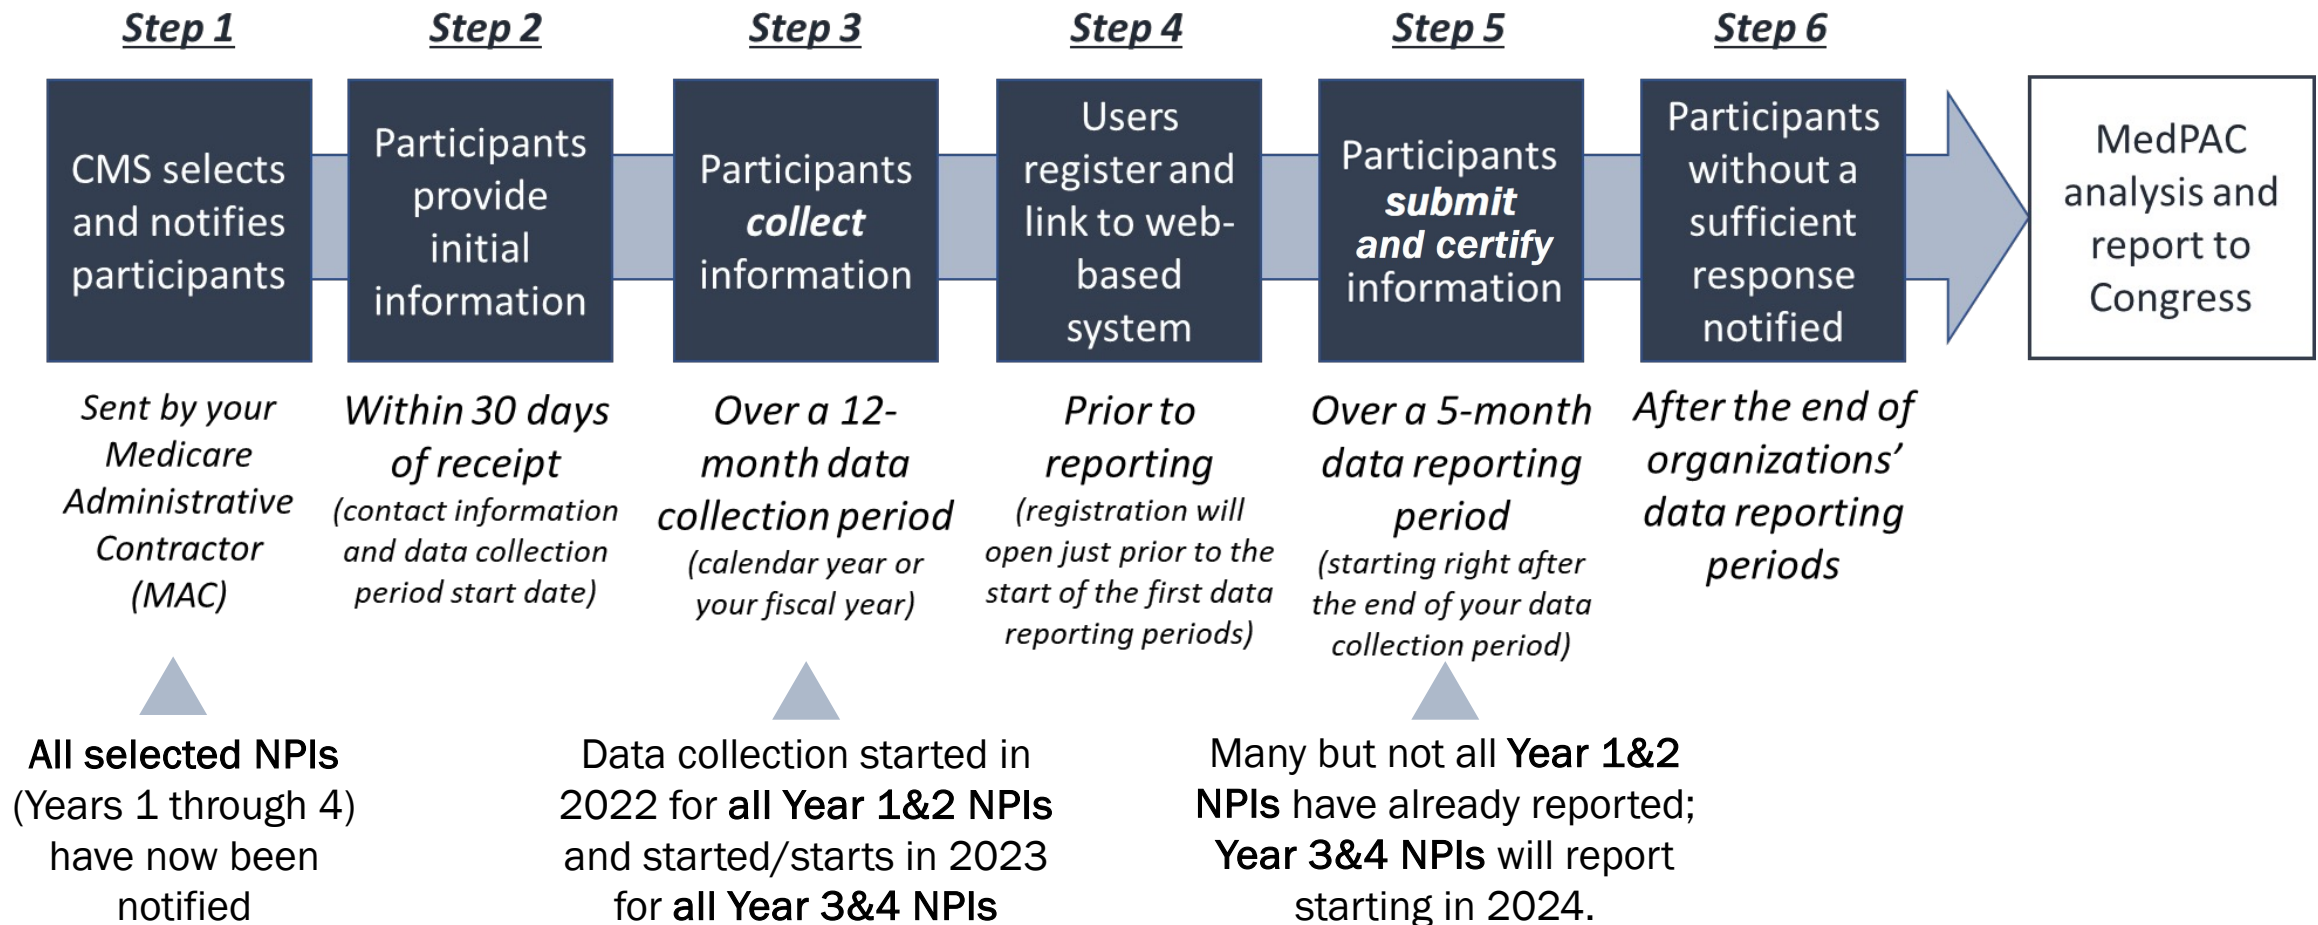 Step 1
CMS selects
and notifies
participants
Sent by your
Medicare
Administrative
Contractor
(MAC)
All selected NPIs
(Years 1 through 4)
have now been
notified
Step 2
Participants
provide
initial
information
Within 30 days
of receipt
(contact information
and data collection
period start date)
Step 3
Participants
collect
information
Over a 12-
month data
collection period
(calendar year or
your fiscal year)
Data collection started in
2022 for all Year 1&2 NPIs
and started/starts in 2023
for all Year 3&4 NPIs
Step 4
Users
register and
link to web-
based
system
Prior to
reporting
(registration will
open just prior to the
start of the first data
reporting periods)
Step 5
Participants
submit
and certify
information
Over a 5-month
data reporting
period
(starting right after
the end of your data
collection period)
Many but not all Year 1&2
NPIs have already reported;
Year 3&4 NPIs will report
starting in 2024.
Step 6
Participants
without a
sufficient
response
notified
After the end of
organizations’
data reporting
periods
MedPAC
analysis and
report to
Congress